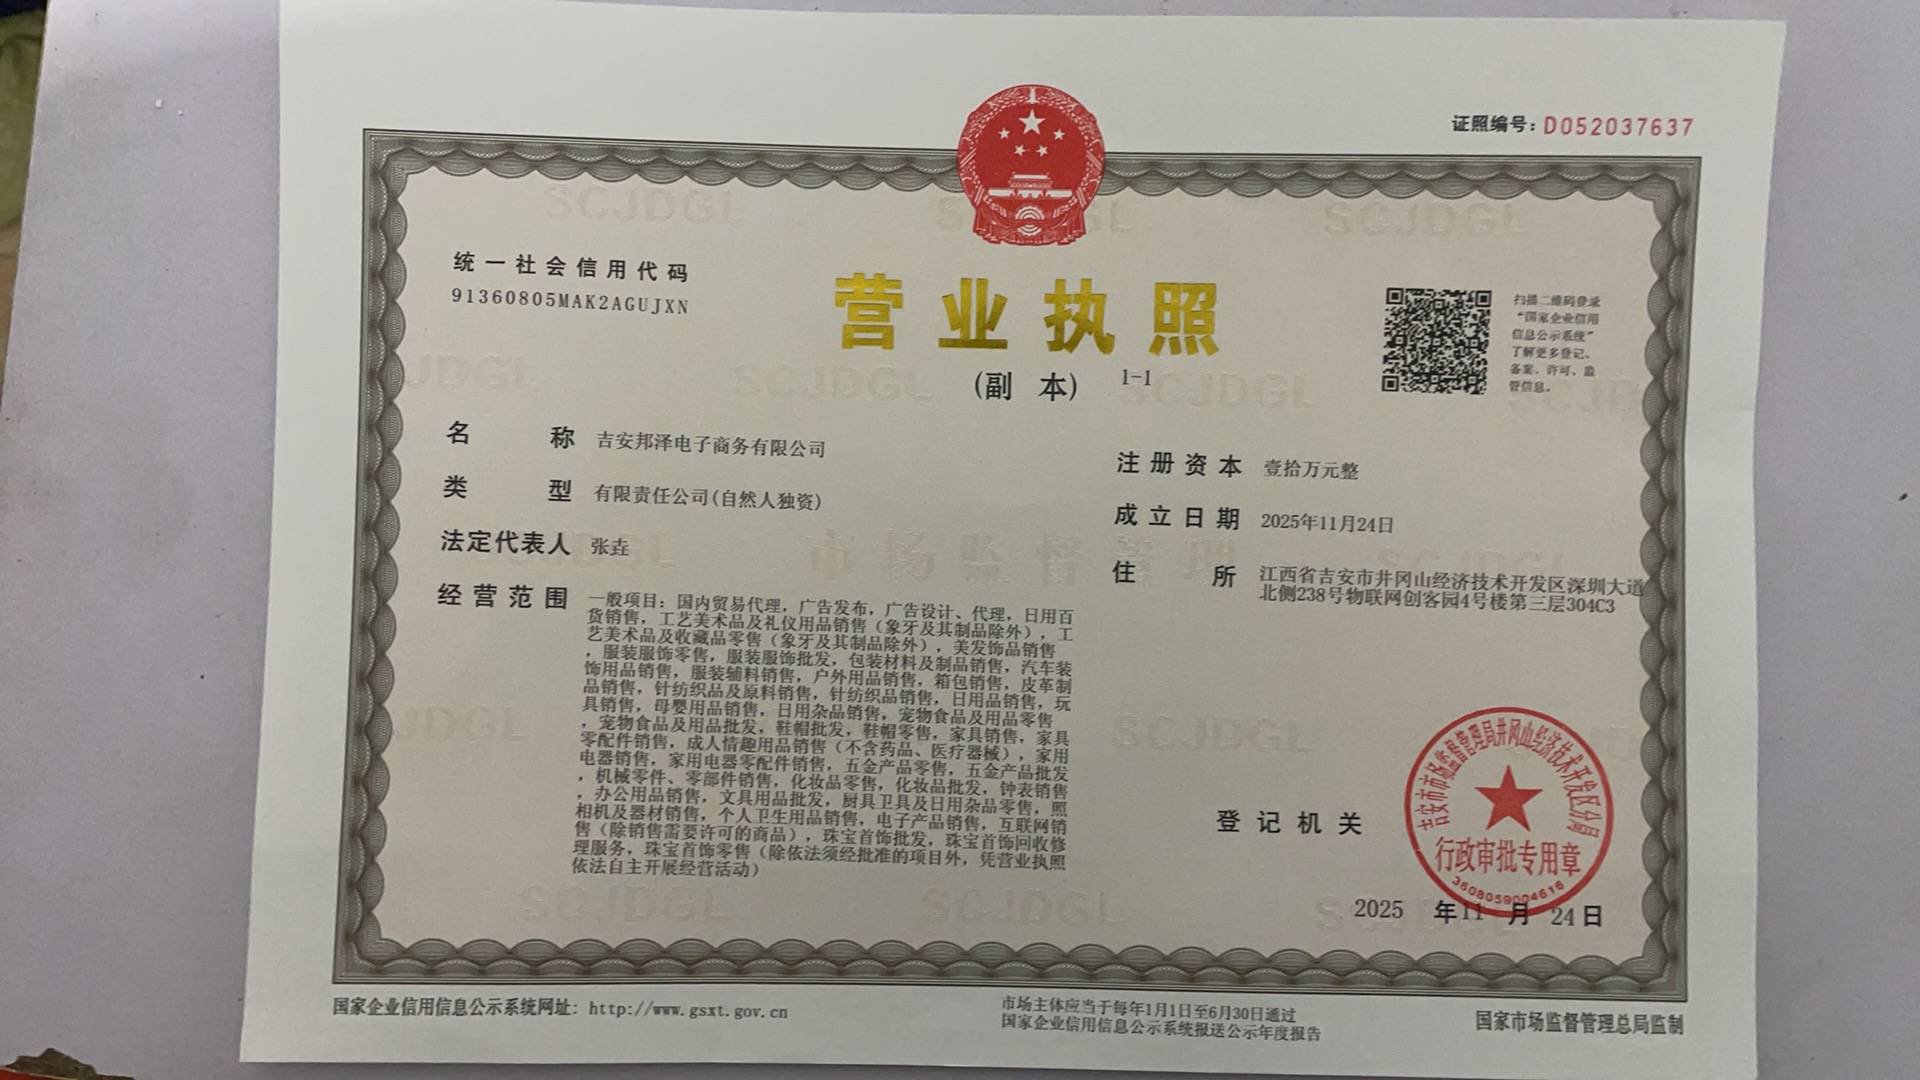 证照编号：D052037637
统一社会信用代码
91360805MAK2AGUJXN
营业执照
(副 本) 1-1
扫描二维码登录
“国家企业信用
信息公示系统”
了解更多登记、
备案、许可、监
管信息。
名 称 吉安邦泽电子商务有限公司
类 型 有限责任公司(自然人独资)
法定代表人 张垚
经营范围 一般项目：国内贸易代理，广告发布，广告设计、代理，日用百
货销售，工艺美术品及礼仪用品销售（象牙及其制品除外），工
艺美术品及收藏品零售（象牙及其制品除外），美发饰品销售
，服装服饰零售，服装服饰批发，包装材料及制品销售，汽车装
饰用品销售，服装辅料销售，户外用品销售，箱包销售，皮革制
品销售，针纺织品及原料销售，针纺织品销售，日用品销售，玩
具销售，母婴用品销售，日用杂品销售，宠物食品及用品零售
，宠物食品及用品批发，鞋帽批发，鞋帽零售，家具销售，家具
零配件销售，成人情趣用品销售（不含药品、医疗器械），家用
电器销售，家用电器零配件销售，五金产品零售，五金产品批发
，机械零件、零部件销售，化妆品零售，化妆品批发，钟表销售
，办公用品销售，文具用品批发，厨具卫具及日用杂品零售，照
相机及器材销售，个人卫生用品销售，电子产品销售，互联网销
售（除销售需要许可的商品），珠宝首饰批发，珠宝首饰回收修
理服务，珠宝首饰零售（除依法须经批准的项目外，凭营业执照
依法自主开展经营活动）
注册资本 壹拾万元整
成立日期 2025年11月24日
住 所 江西省吉安市井冈山经济技术开发区深圳大道
北侧238号物联网创客园4号楼第三层304C3
登记机关
吉安市市场监督管理局井冈山经济技术开发区分局
行政审批专用章
3608059004616
2025 年 11 月 24 日
国家企业信用信息公示系统网址：http://www.gsxt.gov.cn
市场主体应当于每年1月1日至6月30日通过
国家企业信用信息公示系统报送公示年度报告
国家市场监督管理总局监制